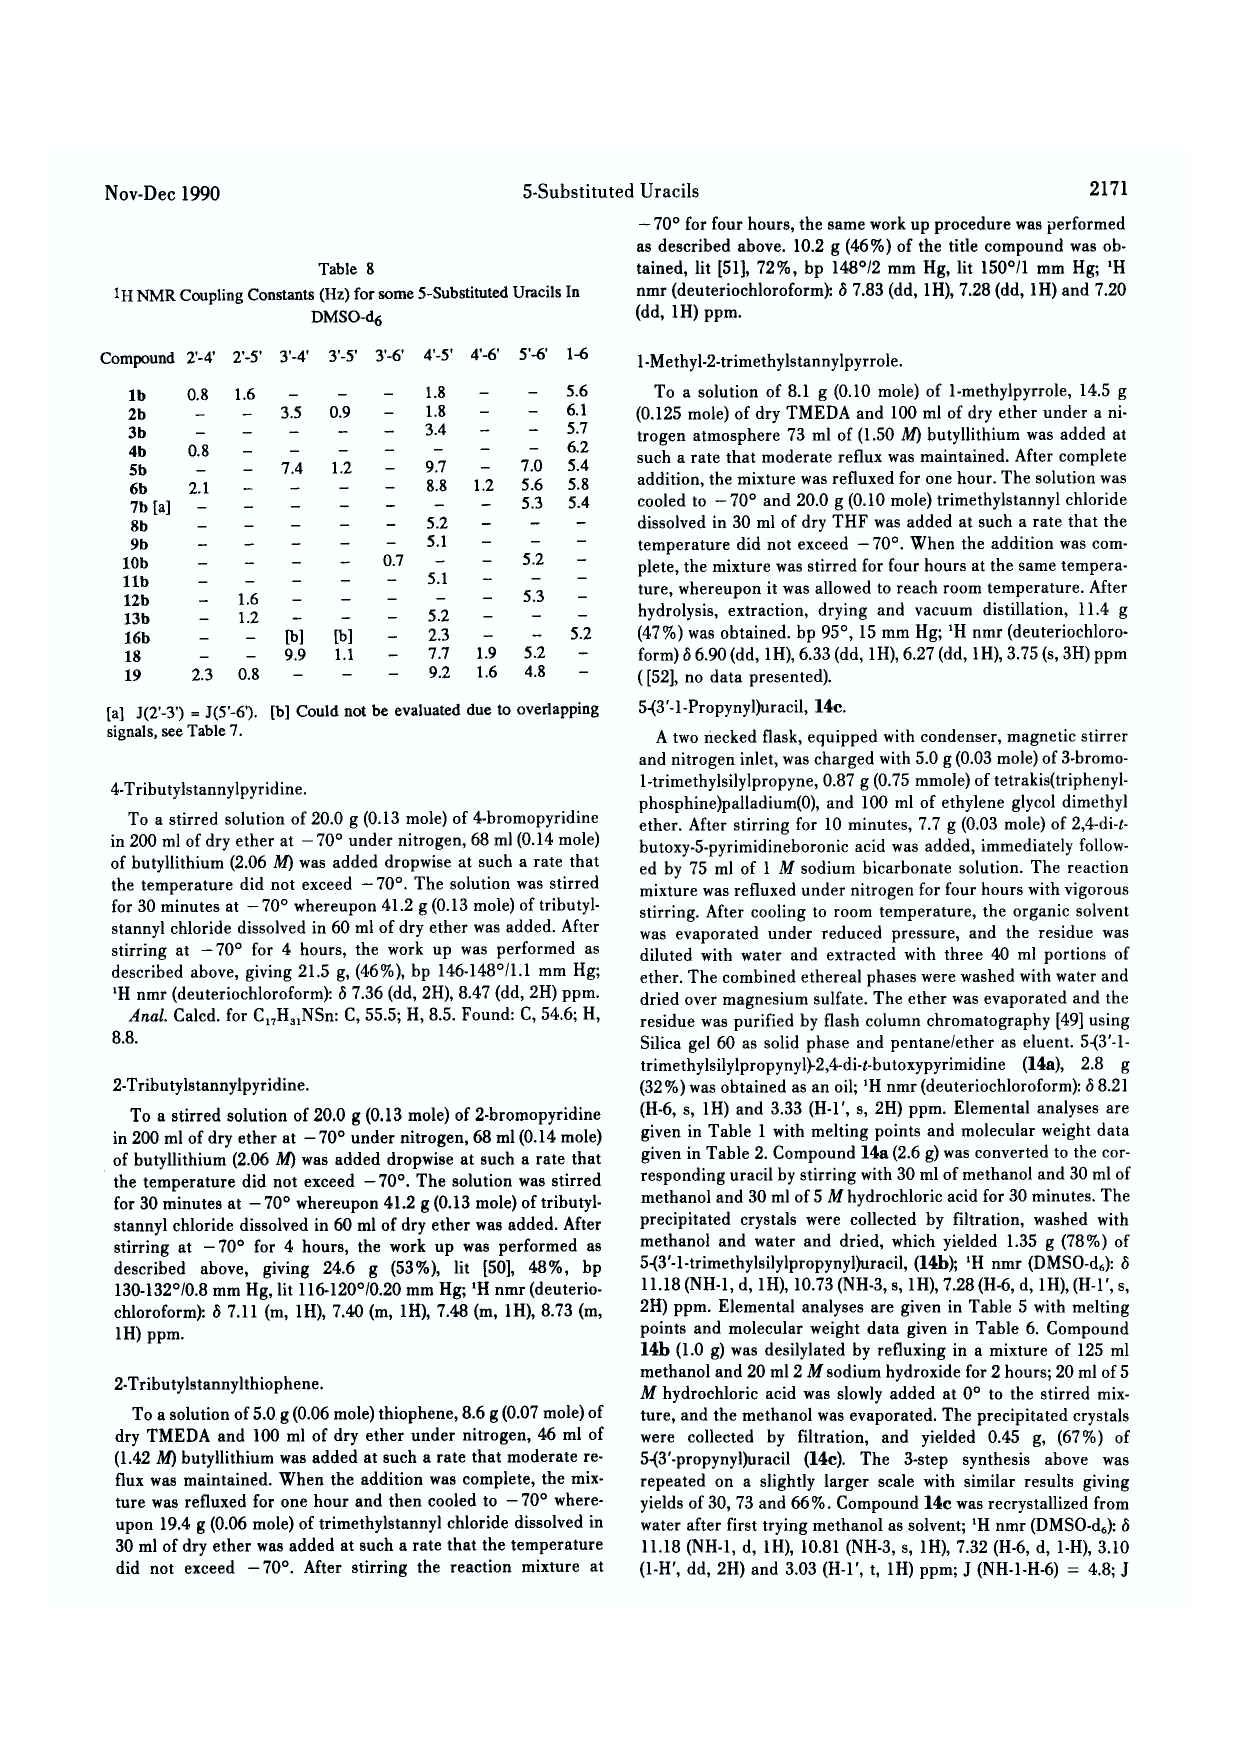 Nov-Dec 1990
5-Substituted Uracils
2171
Table 8
¹H NMR Coupling Constants (Hz) for some 5-Substituted Uracils In
DMSO-d₆
Compound 2'-4' 2'-5' 3'-4' 3'-5' 3'-6' 4'-5' 4'-6' 5'-6' 1-6
1b 0.8 1.6 – – – 1.8 – – 5.6
2b – – 3.5 0.9 – 1.8 – – 6.1
3b – – – – – 3.4 – – 5.7
4b 0.8 – – – – – – – 6.2
5b – – 7.4 1.2 – 9.7 – 7.0 5.4
6b 2.1 – – – – 8.8 1.2 5.6 5.8
7b [a] – – – – – – – 5.3 5.4
8b – – – – – 5.2 – – –
9b – – – – – 5.1 – – –
10b – – – – 0.7 – – 5.2 –
11b – – – – – 5.1 – – –
12b – 1.6 – – – – – 5.3 –
13b – 1.2 – – – 5.2 – – –
16b – – [b] [b] – 2.3 – – 5.2
18 – – 9.9 1.1 – 7.7 1.9 5.2 –
19 2.3 0.8 – – – 9.2 1.6 4.8 –
[a] J(2'-3') = J(5'-6'). [b] Could not be evaluated due to overlapping
signals, see Table 7.
4-Tributylstannylpyridine.
To a stirred solution of 20.0 g (0.13 mole) of 4-bromopyridine
in 200 ml of dry ether at −70° under nitrogen, 68 ml (0.14 mole)
of butyllithium (2.06 M) was added dropwise at such a rate that
the temperature did not exceed −70°. The solution was stirred
for 30 minutes at −70° whereupon 41.2 g (0.13 mole) of tributyl-
stannyl chloride dissolved in 60 ml of dry ether was added. After
stirring at −70° for 4 hours, the work up was performed as
described above, giving 21.5 g, (46%), bp 146-148°/1.1 mm Hg;
¹H nmr (deuteriochloroform): δ 7.36 (dd, 2H), 8.47 (dd, 2H) ppm.
Anal. Calcd. for C₁₇H₃₁NSn: C, 55.5; H, 8.5. Found: C, 54.6; H,
8.8.
2-Tributylstannylpyridine.
To a stirred solution of 20.0 g (0.13 mole) of 2-bromopyridine
in 200 ml of dry ether at −70° under nitrogen, 68 ml (0.14 mole)
of butyllithium (2.06 M) was added dropwise at such a rate that
the temperature did not exceed −70°. The solution was stirred
for 30 minutes at −70° whereupon 41.2 g (0.13 mole) of tributyl-
stannyl chloride dissolved in 60 ml of dry ether was added. After
stirring at −70° for 4 hours, the work up was performed as
described above, giving 24.6 g (53%), lit [50], 48%, bp
130-132°/0.8 mm Hg, lit 116-120°/0.20 mm Hg; ¹H nmr (deuterio-
chloroform): δ 7.11 (m, 1H), 7.40 (m, 1H), 7.48 (m, 1H), 8.73 (m,
1H) ppm.
2-Tributylstannylthiophene.
To a solution of 5.0 g (0.06 mole) thiophene, 8.6 g (0.07 mole) of
dry TMEDA and 100 ml of dry ether under nitrogen, 46 ml of
(1.42 M) butyllithium was added at such a rate that moderate re-
flux was maintained. When the addition was complete, the mix-
ture was refluxed for one hour and then cooled to −70° where-
upon 19.4 g (0.06 mole) of trimethylstannyl chloride dissolved in
30 ml of dry ether was added at such a rate that the temperature
did not exceed −70°. After stirring the reaction mixture at
−70° for four hours, the same work up procedure was performed
as described above. 10.2 g (46%) of the title compound was ob-
tained, lit [51], 72%, bp 148°/2 mm Hg, lit 150°/1 mm Hg; ¹H
nmr (deuteriochloroform): δ 7.83 (dd, 1H), 7.28 (dd, 1H) and 7.20
(dd, 1H) ppm.
1-Methyl-2-trimethylstannylpyrrole.
To a solution of 8.1 g (0.10 mole) of 1-methylpyrrole, 14.5 g
(0.125 mole) of dry TMEDA and 100 ml of dry ether under a ni-
trogen atmosphere 73 ml of (1.50 M) butyllithium was added at
such a rate that moderate reflux was maintained. After complete
addition, the mixture was refluxed for one hour. The solution was
cooled to −70° and 20.0 g (0.10 mole) trimethylstannyl chloride
dissolved in 30 ml of dry THF was added at such a rate that the
temperature did not exceed −70°. When the addition was com-
plete, the mixture was stirred for four hours at the same tempera-
ture, whereupon it was allowed to reach room temperature. After
hydrolysis, extraction, drying and vacuum distillation, 11.4 g
(47%) was obtained. bp 95°, 15 mm Hg; ¹H nmr (deuteriochloro-
form) δ 6.90 (dd, 1H), 6.33 (dd, 1H), 6.27 (dd, 1H), 3.75 (s, 3H) ppm
([52], no data presented).
5-(3'-1-Propynyl)uracil, 14c.
A two necked flask, equipped with condenser, magnetic stirrer
and nitrogen inlet, was charged with 5.0 g (0.03 mole) of 3-bromo-
1-trimethylsilylpropyne, 0.87 g (0.75 mmole) of tetrakis(triphenyl-
phosphine)palladium(0), and 100 ml of ethylene glycol dimethyl
ether. After stirring for 10 minutes, 7.7 g (0.03 mole) of 2,4-di-t-
butoxy-5-pyrimidineboronic acid was added, immediately follow-
ed by 75 ml of 1 M sodium bicarbonate solution. The reaction
mixture was refluxed under nitrogen for four hours with vigorous
stirring. After cooling to room temperature, the organic solvent
was evaporated under reduced pressure, and the residue was
diluted with water and extracted with three 40 ml portions of
ether. The combined ethereal phases were washed with water and
dried over magnesium sulfate. The ether was evaporated and the
residue was purified by flash column chromatography [49] using
Silica gel 60 as solid phase and pentane/ether as eluent. 5-(3'-1-
trimethylsilylpropynyl)-2,4-di-t-butoxypyrimidine (14a), 2.8 g
(32%) was obtained as an oil; ¹H nmr (deuteriochloroform): δ 8.21
(H-6, s, 1H) and 3.33 (H-1', s, 2H) ppm. Elemental analyses are
given in Table 1 with melting points and molecular weight data
given in Table 2. Compound 14a (2.6 g) was converted to the cor-
responding uracil by stirring with 30 ml of methanol and 30 ml of
methanol and 30 ml of 5 M hydrochloric acid for 30 minutes. The
precipitated crystals were collected by filtration, washed with
methanol and water and dried, which yielded 1.35 g (78%) of
5-(3'-1-trimethylsilylpropynyl)uracil, (14b); ¹H nmr (DMSO-d₆): δ
11.18 (NH-1, d, 1H), 10.73 (NH-3, s, 1H), 7.28 (H-6, d, 1H), (H-1', s,
2H) ppm. Elemental analyses are given in Table 5 with melting
points and molecular weight data given in Table 6. Compound
14b (1.0 g) was desilylated by refluxing in a mixture of 125 ml
methanol and 20 ml 2 M sodium hydroxide for 2 hours; 20 ml of 5
M hydrochloric acid was slowly added at 0° to the stirred mix-
ture, and the methanol was evaporated. The precipitated crystals
were collected by filtration, and yielded 0.45 g, (67%) of
5-(3'-propynyl)uracil (14c). The 3-step synthesis above was
repeated on a slightly larger scale with similar results giving
yields of 30, 73 and 66%. Compound 14c was recrystallized from
water after first trying methanol as solvent; ¹H nmr (DMSO-d₆): δ
11.18 (NH-1, d, 1H), 10.81 (NH-3, s, 1H), 7.32 (H-6, d, 1-H), 3.10
(1-H', dd, 2H) and 3.03 (H-1', t, 1H) ppm; J (NH-1-H-6) = 4.8; J